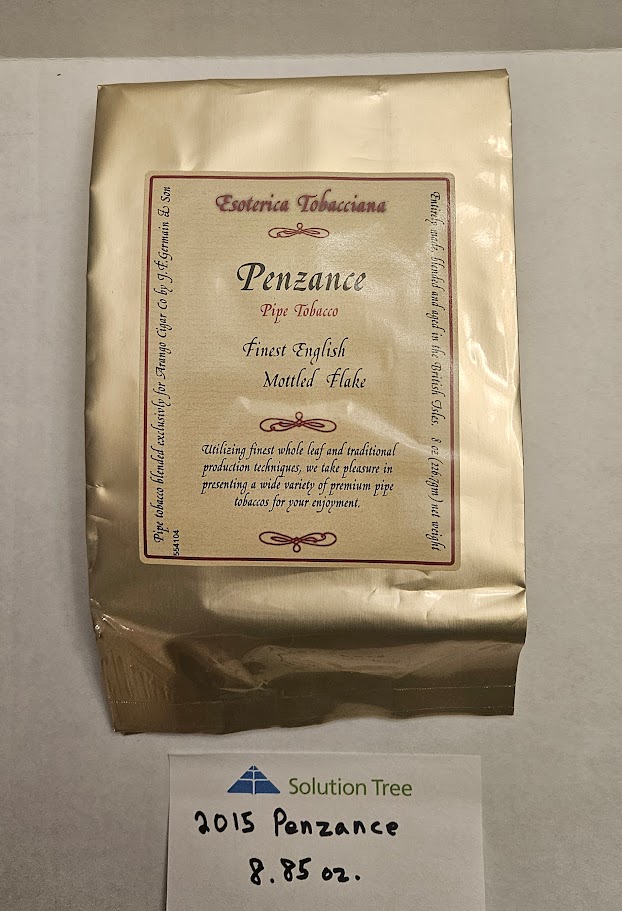 Esoterica Tobacciana
Penzance
Pipe Tobacco
Finest English
Mottled Flake
Utilizing finest whole leaf and traditional
production techniques, we take pleasure in
presenting a wide variety of premium pipe
tobaccos for your enjoyment.
Pipe tobacco blended exclusivly for Arango Cigar Co by J.F.Germain & Son
554104
Entirely made, blended and aged in the British Isles. 8 oz (226.79gm) net weight
Solution Tree
2015 Penzance
8.85 oz.